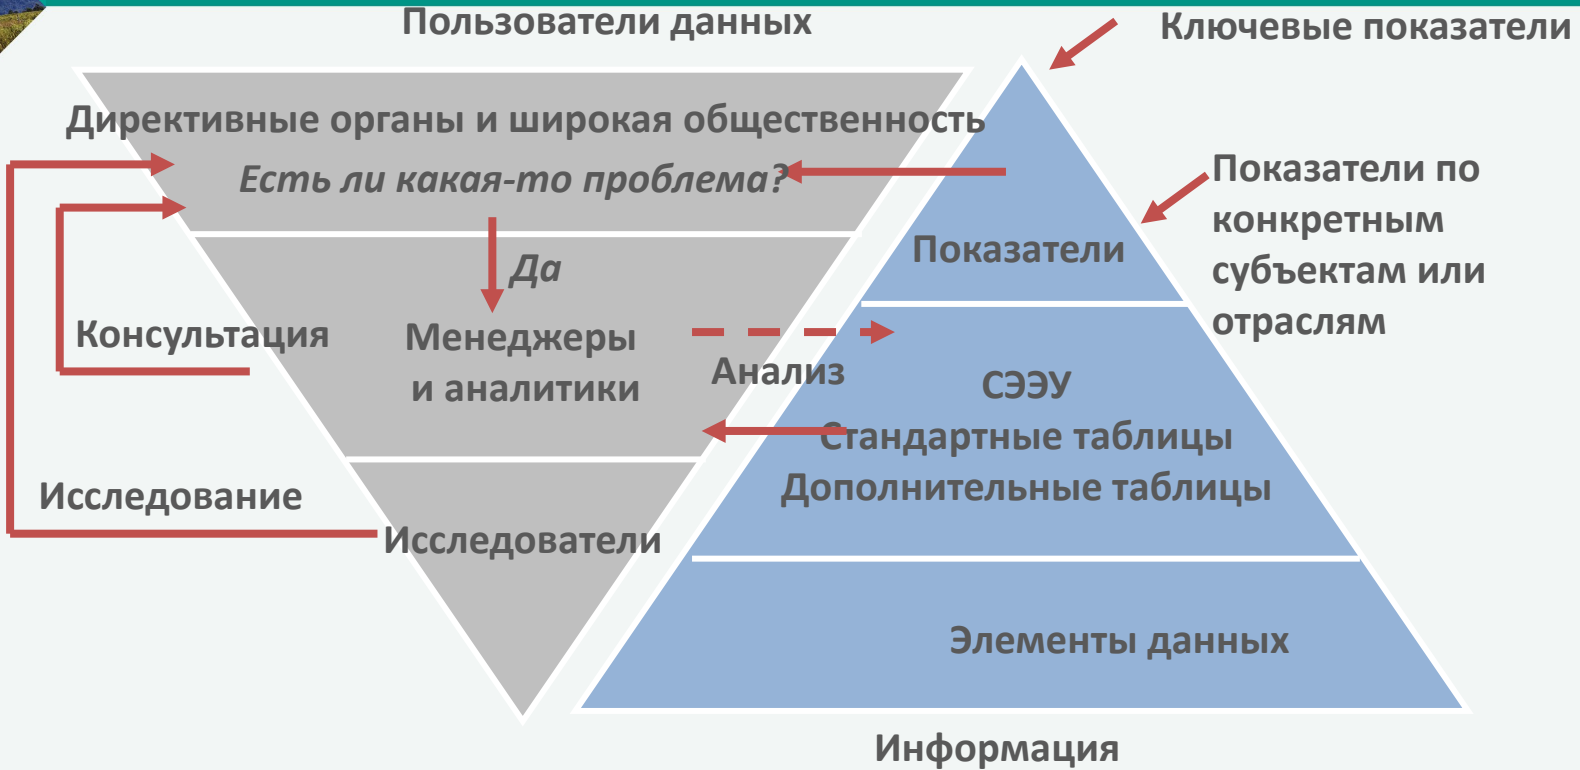 Пользователи данных
Ключевые показатели
Директивные органы и широкая общественность
Есть ли какая-то проблема?
Показатели по
конкретным
субъектам или
отраслям
Показатели
Да
Консультация
Менеджеры
и аналитики
Анализ
СЭЭУ
Стандартные таблицы
Дополнительные таблицы
Исследование
Исследователи
Элементы данных
Информация